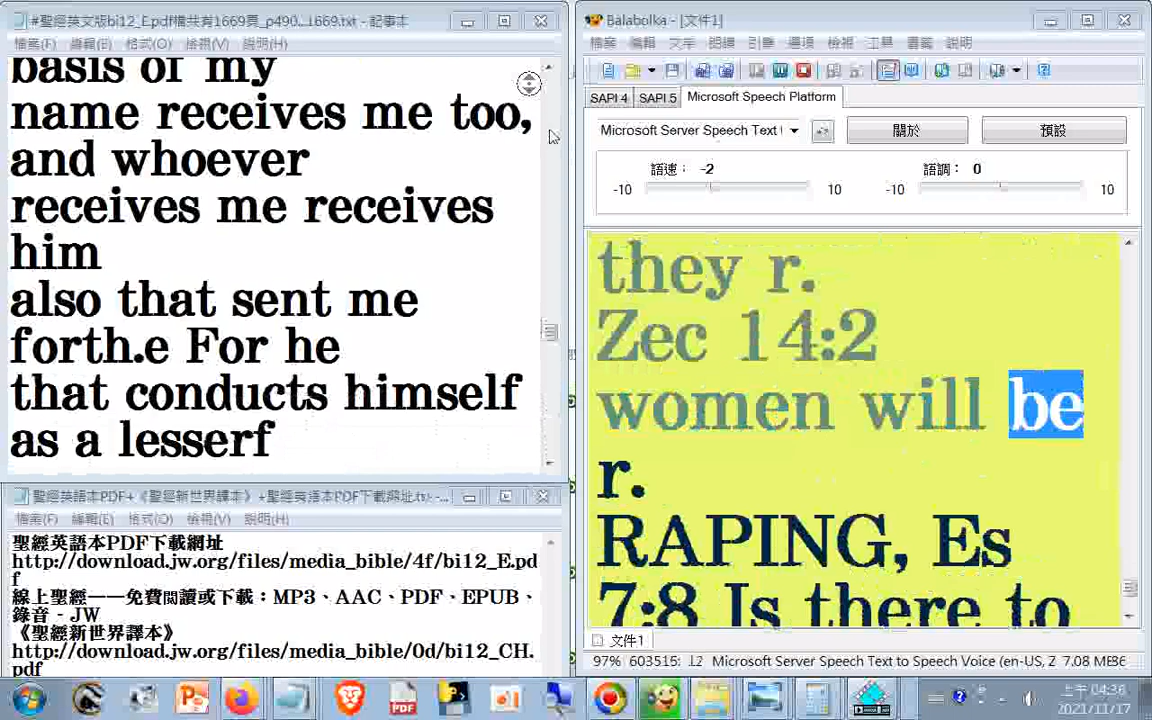 #聖經英文版bi12_E.pdf檔共有1669頁_p490...1669.txt - 記事本
檔案(F) 編輯(E) 格式(O) 檢視(V) 說明(H)
basis of my
name receives me too,
and whoever
receives me receives
him
also that sent me
forth.e For he
that conducts himself
as a lesserf
聖經英語本PDF+《聖經新世界譯本》+聖經英語本PDF下載網址.tx - ...
檔案(F) 編輯(E) 格式(O) 檢視(V) 說明(H)
聖經英語本PDF下載網址
http://download.jw.org/files/media_bible/4f/bi12_E.pd
f
線上聖經——免費閱讀或下載：MP3、AAC、PDF、EPUB、
錄音 - JW
《聖經新世界譯本》
http://download.jw.org/files/media_bible/0d/bi12_CH.
pdf
Balabolka - [文件1]
檔案 編輯 文字 朗讀 引擎 選項 檢視 工具 書籤 說明
SAPI 4 SAPI 5 Microsoft Speech Platform
Microsoft Server Speech Text 關於 預設
語速： -2 語調： 0
-10 10 -10 10
they r.
Zec 14:2
women will be
r.
RAPING, Es
7:8 Is there to
文件1
97% 603515: Microsoft Server Speech Text to Speech Voice (en-US, Z 7.08 MB
上午 04:36
2021/11/17